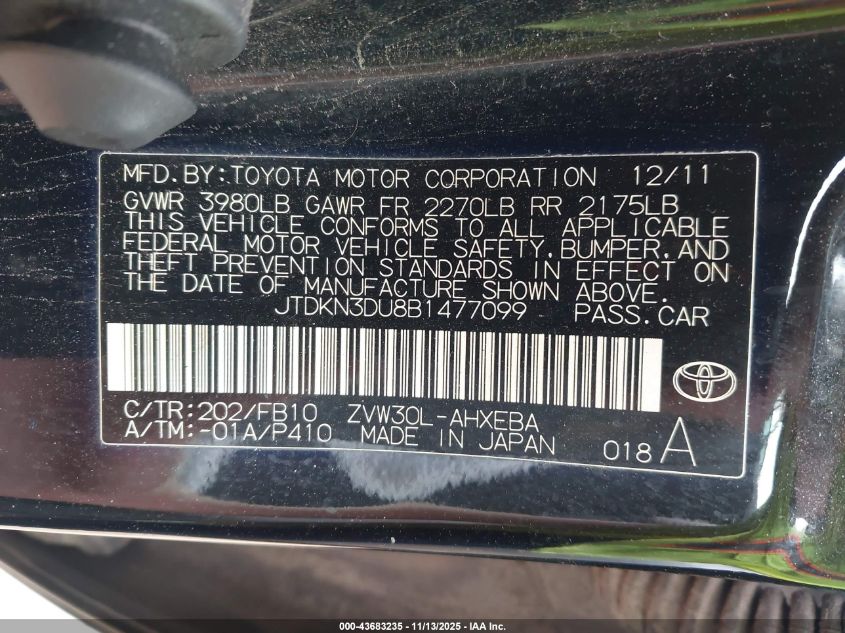 MFD.BY:TOYOTA MOTOR CORPORATION 12/11
GVWR 3980LB GAWR FR 2270LB RR 2175LB
THIS VEHICLE CONFORMS TO ALL APPLICABLE
FEDERAL MOTOR VEHICLE SAFETY,BUMPER,AND
THEFT PREVENTION STANDARDS IN EFFECT ON
THE DATE OF MANUFACTURE SHOWN ABOVE.
JTDKN3DU8B1477099 PASS.CAR
C/TR:202/FB10 ZVW30L-AHXEBA
A/TM:-01A/P410 MADE IN JAPAN 018 A
000-43683235 - 11/13/2025 - IAA Inc.